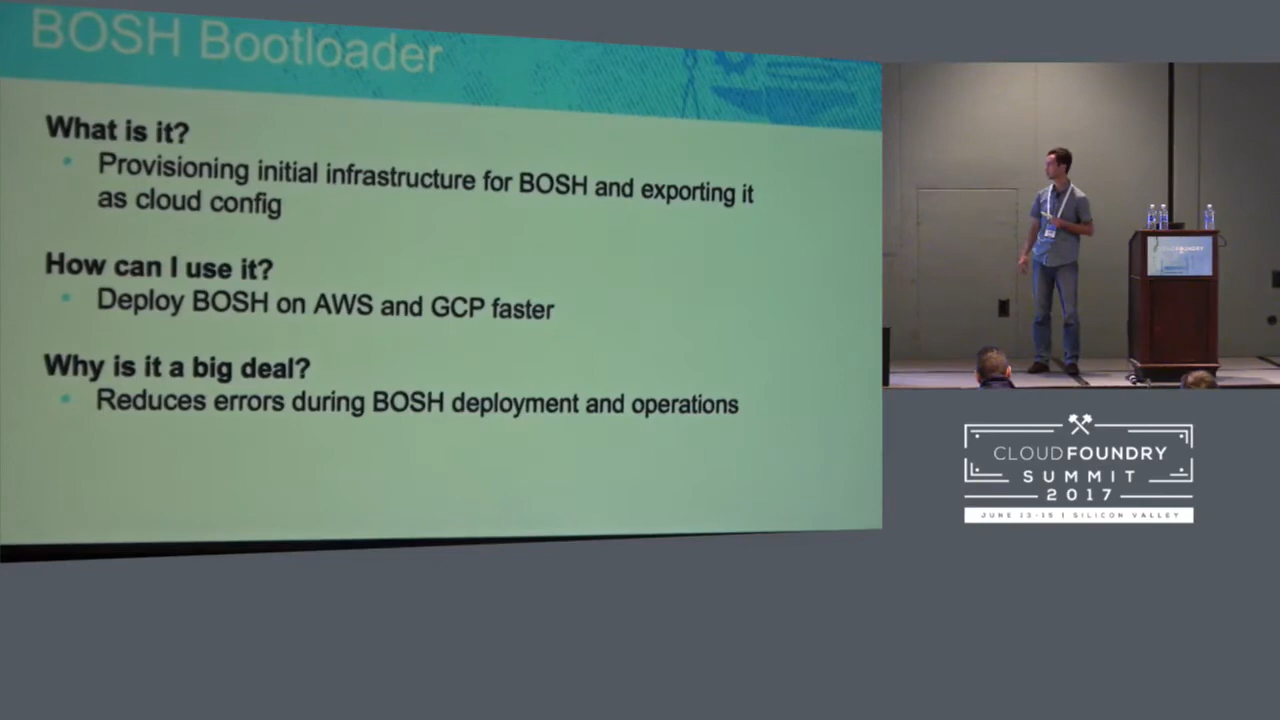 BOSH Bootloader
What is it?
Provisioning initial infrastructure for BOSH and exporting it
as cloud config
How can I use it?
Deploy BOSH on AWS and GCP faster
Why is it a big deal?
Reduces errors during BOSH deployment and operations
CLOUD FOUNDRY
CLOUDFOUNDRY
SUMMIT
2017
JUNE 13-15 | SILICON VALLEY